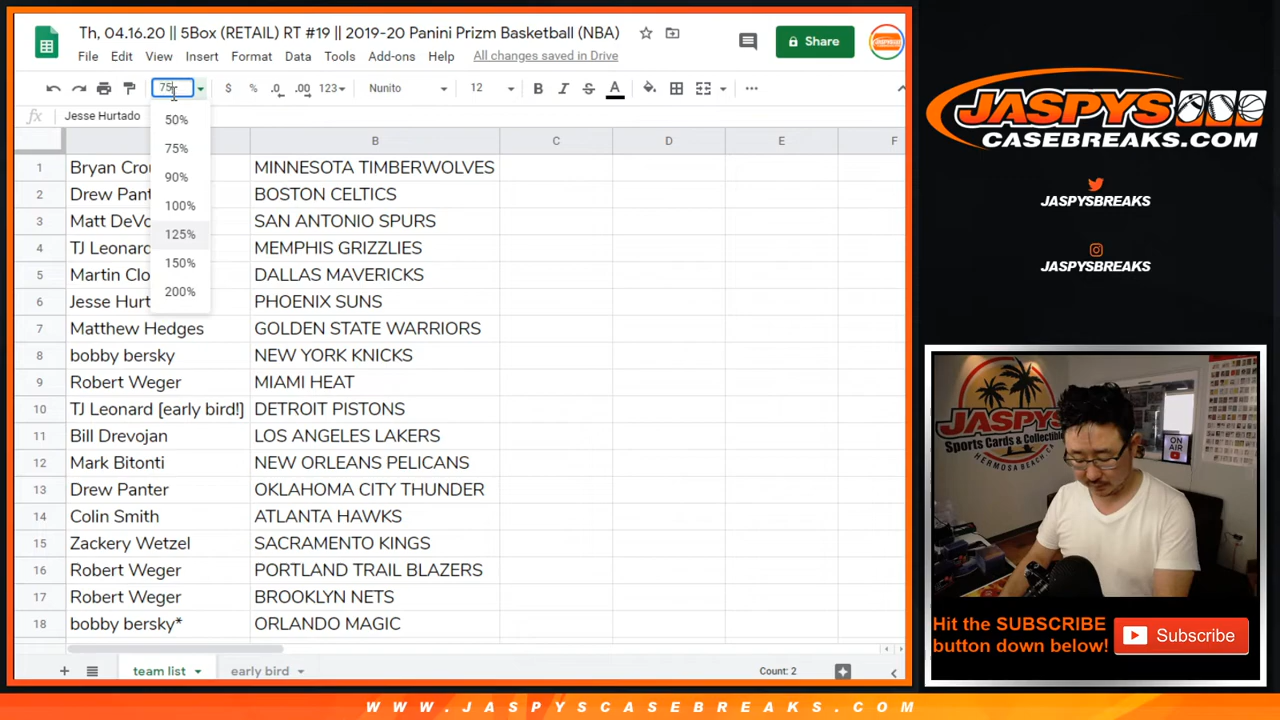 Th, 04.16.20 || 5Box (RETAIL) RT #19 || 2019-20 Panini Prizm Basketball (NBA)
File Edit View Insert Format Data Tools Add-ons Help All changes saved in Drive
Share
75 $ % .0 .00 123 Nunito 12 B I S A
fx Jesse Hurtado
50%
75%
90%
100%
125%
150%
200%
B C D E F
1 Bryan MINNESOTA TIMBERWOLVES
2 Drew BOSTON CELTICS
3 Matt SAN ANTONIO SPURS
4 TJ Leonard MEMPHIS GRIZZLIES
5 Martin DALLAS MAVERICKS
6 Jesse PHOENIX SUNS
7 Matthew Hedges GOLDEN STATE WARRIORS
8 bobby bersky NEW YORK KNICKS
9 Robert Weger MIAMI HEAT
10 TJ Leonard [early bird!] DETROIT PISTONS
11 Bill Drevojan LOS ANGELES LAKERS
12 Mark Bitonti NEW ORLEANS PELICANS
13 Drew Panter OKLAHOMA CITY THUNDER
14 Colin Smith ATLANTA HAWKS
15 Zackery Wetzel SACRAMENTO KINGS
16 Robert Weger PORTLAND TRAIL BLAZERS
17 Robert Weger BROOKLYN NETS
18 bobby bersky* ORLANDO MAGIC
team list early bird Count: 2
JASPYS
CASEBREAKS.COM
JASPYSBREAKS
JASPYSBREAKS
JASPYS
Sports Cards & Collectibles
HERMOSA BEACH, CA
ON
AIR
Hit the SUBSCRIBE
button down below!
Subscribe
WWW.JASPYSCASEBREAKS.COM